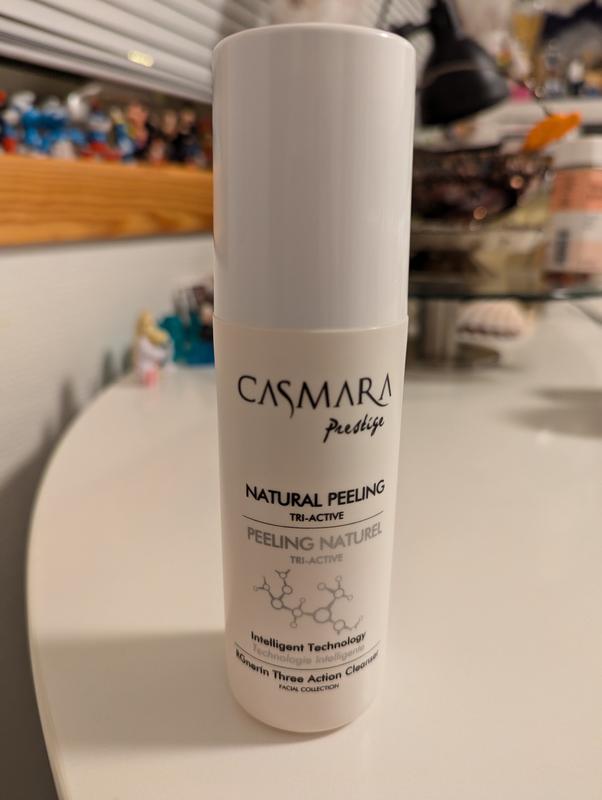 CASMARA
Prestige
NATURAL PEELING
TRI-ACTIVE
PEELING NATUREL
TRI-ACTIVE
Intelligent Technology
Technologie Intelligente
RGnerin Three Action Cleanser
FACIAL COLLECTION